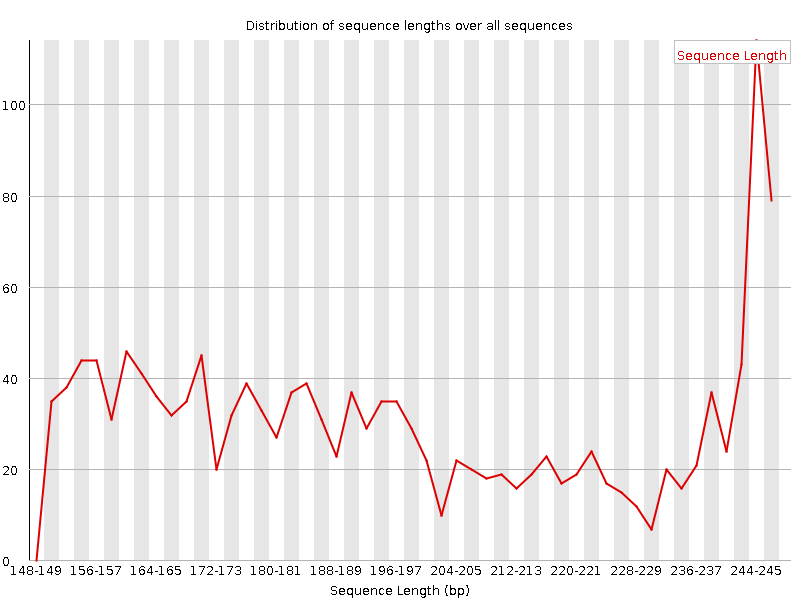 Distribution of sequence lengths over all sequences
Sequence Length
100
80
60
40
20
0
148-149 156-157 164-165 172-173 180-181 188-189 196-197 204-205 212-213 220-221 228-229 236-237 244-245
Sequence Length (bp)